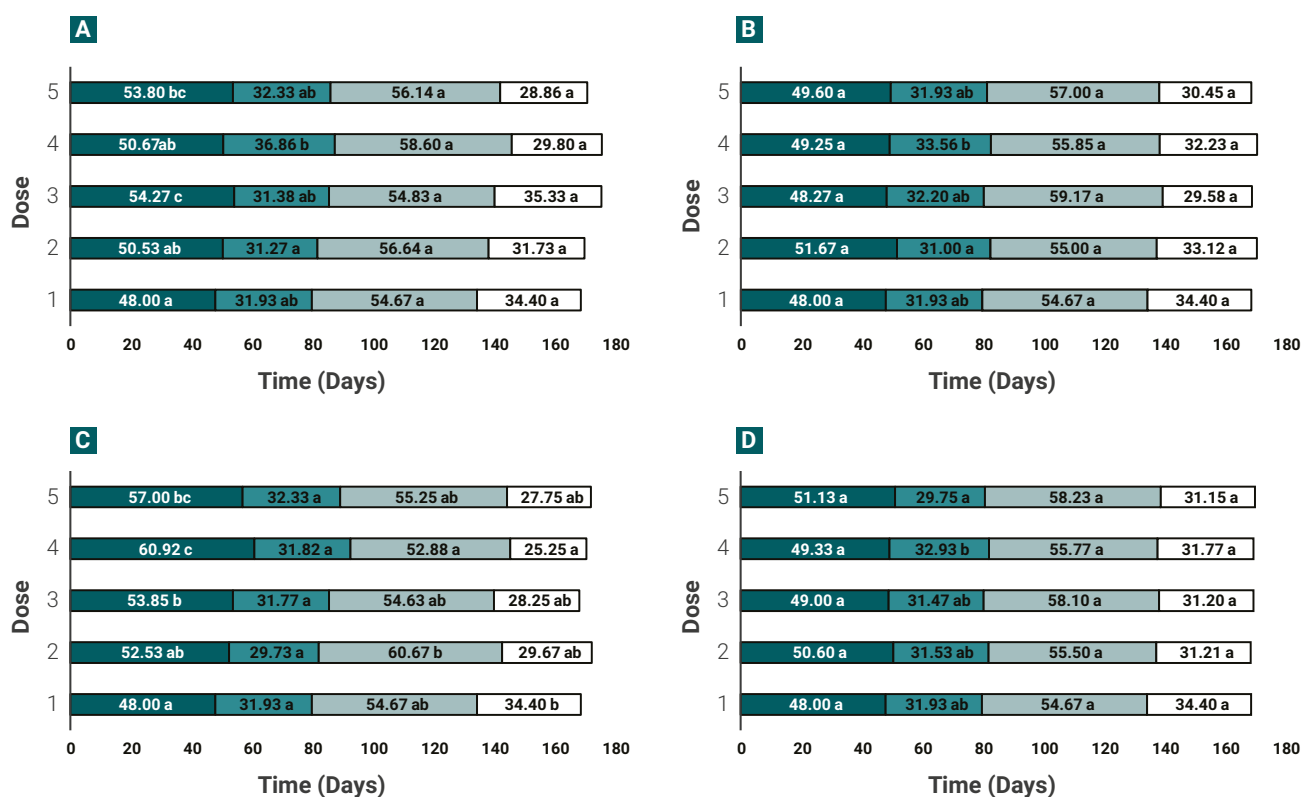 A
5 53.80 bc 32.33 ab 56.14 a 28.86 a
4 50.67ab 36.86 b 58.60 a 29.80 a
3 54.27 c 31.38 ab 54.83 a 35.33 a
2 50.53 ab 31.27 a 56.64 a 31.73 a
1 48.00 a 31.93 ab 54.67 a 34.40 a
Dose
0 20 40 60 80 100 120 140 160 180
Time (Days)
B
5 49.60 a 31.93 ab 57.00 a 30.45 a
4 49.25 a 33.56 b 55.85 a 32.23 a
3 48.27 a 32.20 ab 59.17 a 29.58 a
2 51.67 a 31.00 a 55.00 a 33.12 a
1 48.00 a 31.93 ab 54.67 a 34.40 a
Dose
0 20 40 60 80 100 120 140 160 180
Time (Days)
C
5 57.00 bc 32.33 a 55.25 ab 27.75 ab
4 60.92 c 31.82 a 52.88 a 25.25 a
3 53.85 b 31.77 a 54.63 ab 28.25 ab
2 52.53 ab 29.73 a 60.67 b 29.67 ab
1 48.00 a 31.93 a 54.67 ab 34.40 b
Dose
0 20 40 60 80 100 120 140 160 180
Time (Days)
D
5 51.13 a 29.75 a 58.23 a 31.15 a
4 49.33 a 32.93 b 55.77 a 31.77 a
3 49.00 a 31.47 ab 58.10 a 31.20 a
2 50.60 a 31.53 ab 55.50 a 31.21 a
1 48.00 a 31.93 ab 54.67 a 34.40 a
Dose
0 20 40 60 80 100 120 140 160 180
Time (Days)